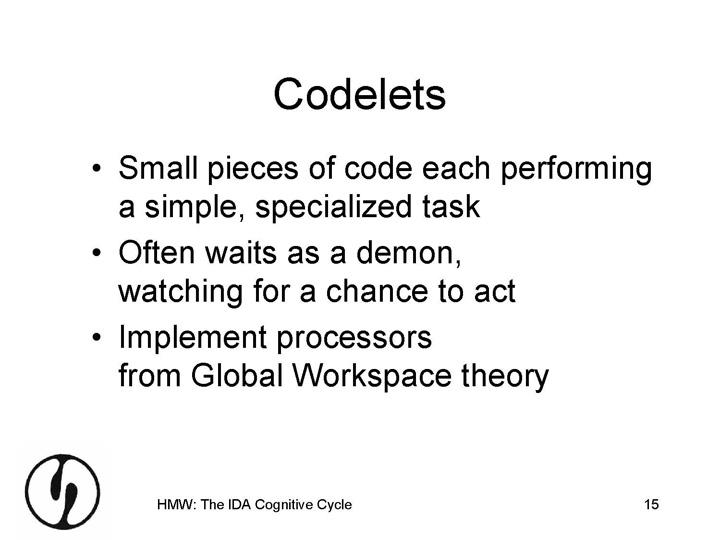 Codelets
• Small pieces of code each performing
a simple, specialized task
• Often waits as a demon,
watching for a chance to act
• Implement processors
from Global Workspace theory
HMW: The IDA Cognitive Cycle
15